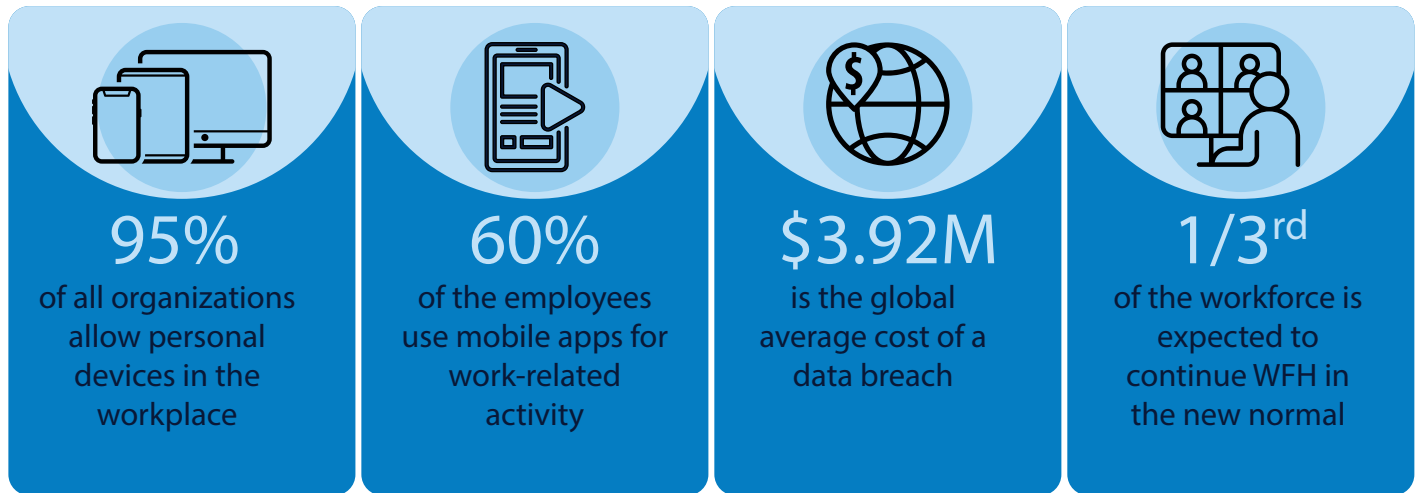 95%
of all organizations
allow personal
devices in the
workplace
60%
of the employees
use mobile apps for
work-related
activity
$
$3.92M
is the global
average cost of a
data breach
1/3rd
of the workforce is
expected to
continue WFH in
the new normal